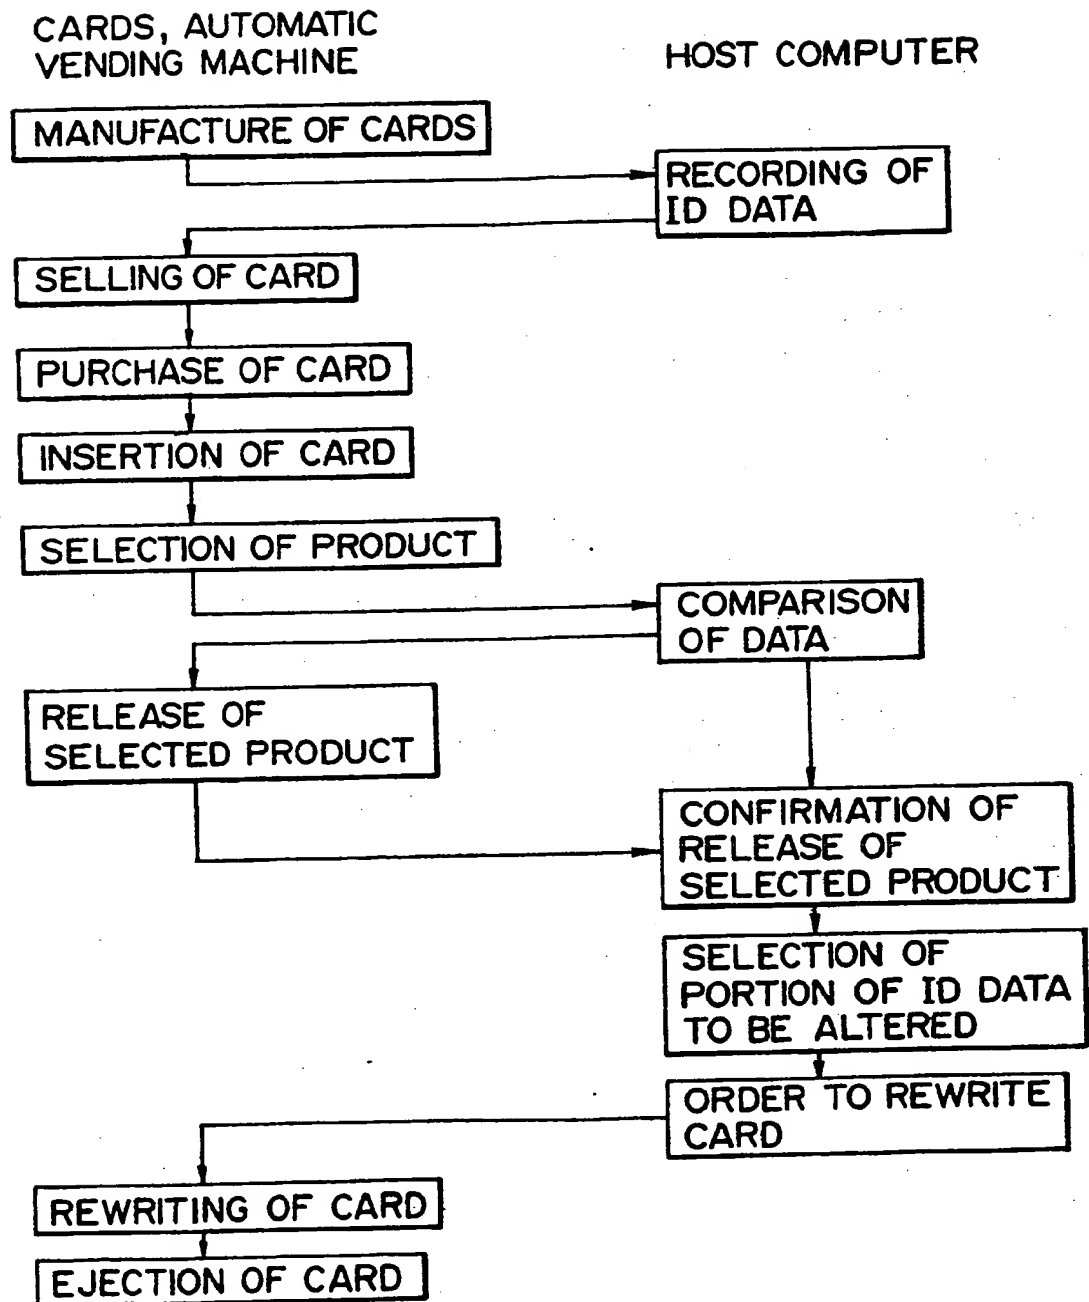 CARDS, AUTOMATIC
VENDING MACHINE
HOST COMPUTER
MANUFACTURE OF CARDS
RECORDING OF
ID DATA
SELLING OF CARD
PURCHASE OF CARD
INSERTION OF CARD
SELECTION OF PRODUCT
COMPARISON
OF DATA
RELEASE OF
SELECTED PRODUCT
CONFIRMATION OF
RELEASE OF
SELECTED PRODUCT
SELECTION OF
PORTION OF ID DATA
TO BE ALTERED
ORDER TO REWRITE
CARD
REWRITING OF CARD
EJECTION OF CARD